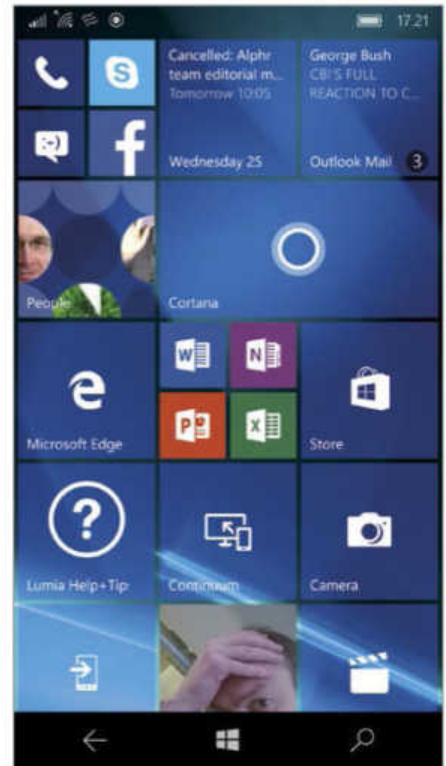 17.21
Cancelled: Alphr
team editorial m...
Tomorrow 10:05
Wednesday 25
George Bush
CBI'S FULL
REACTION TO C...
Outlook Mail 3
People
Cortana
Microsoft Edge
Store
Lumia Help+Tip
Continuum
Camera